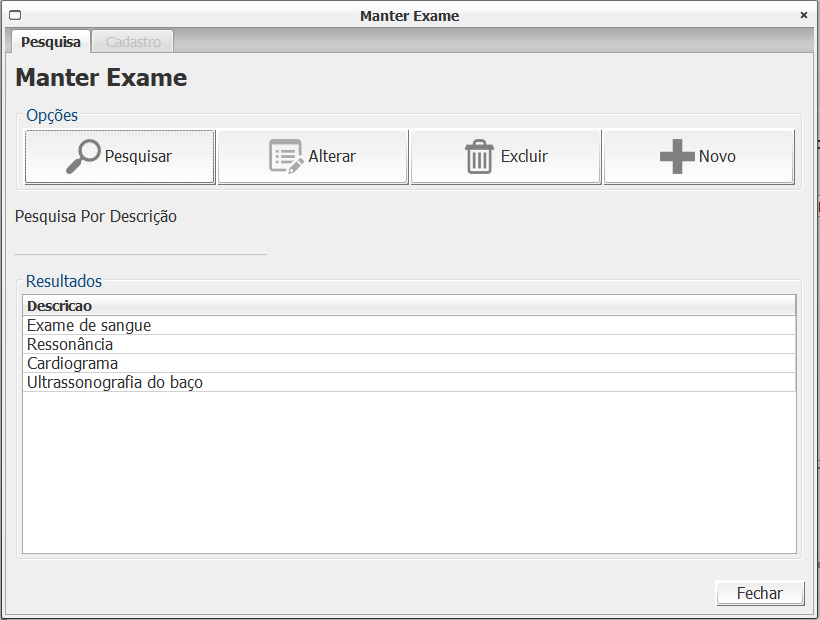 Manter Exame
Pesquisa Cadastro
Manter Exame
Opções
Pesquisar Alterar Excluir Novo
Pesquisa Por Descrição
Resultados
Descricao
Exame de sangue
Ressonância
Cardiograma
Ultrassonografia do baço
Fechar